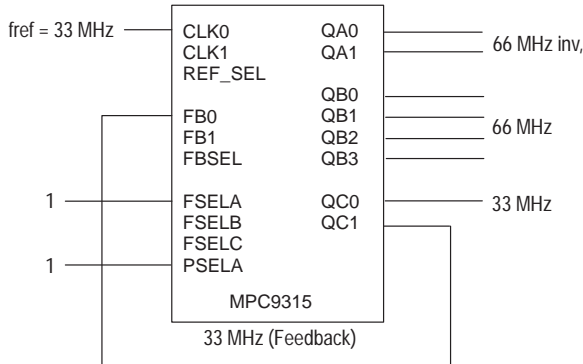 fref = 33 MHz
CLK0 QA0
CLK1 QA1
66 MHz inv,
REF_SEL
QB0
FB0 QB1
FB1 QB2
66 MHz
FBSEL QB3
1 FSELA QC0 33 MHz
FSELB QC1
FSELC
1 PSELA
MPC9315
33 MHz (Feedback)